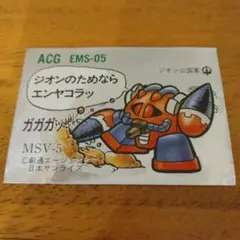 ACG EMS-05
ジオン公国軍
ジオンのためなら
エンヤコラッ
ガガガッ
MSV-5
©創通エージェンシー
日本サンライズ